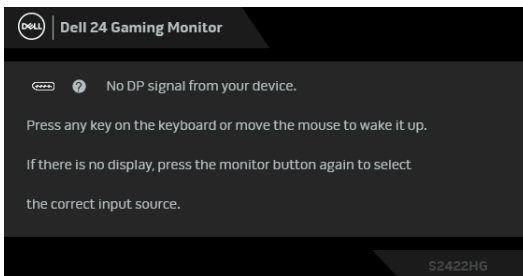 DELL
Dell 24 Gaming Monitor
No DP signal from your device.
Press any key on the keyboard or move the mouse to wake it up.
If there is no display, press the monitor button again to select
the correct input source.
S2422HG